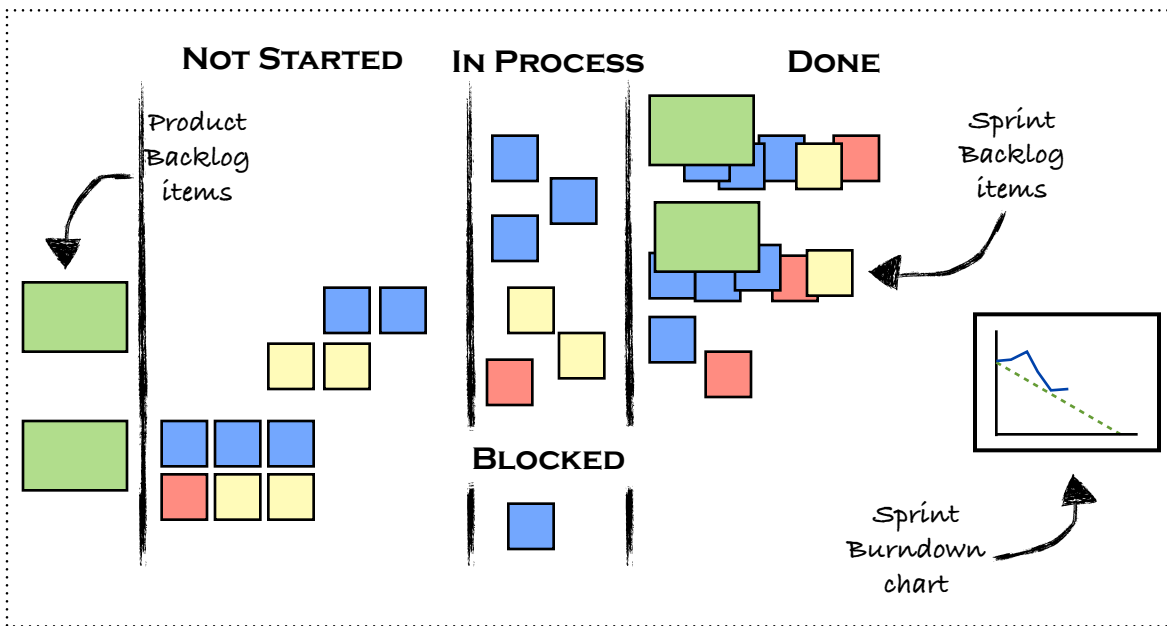 NOT STARTED
IN PROCESS
DONE
Product
Backlog
items
Sprint
Backlog
items
BLOCKED
Sprint
Burndown
chart